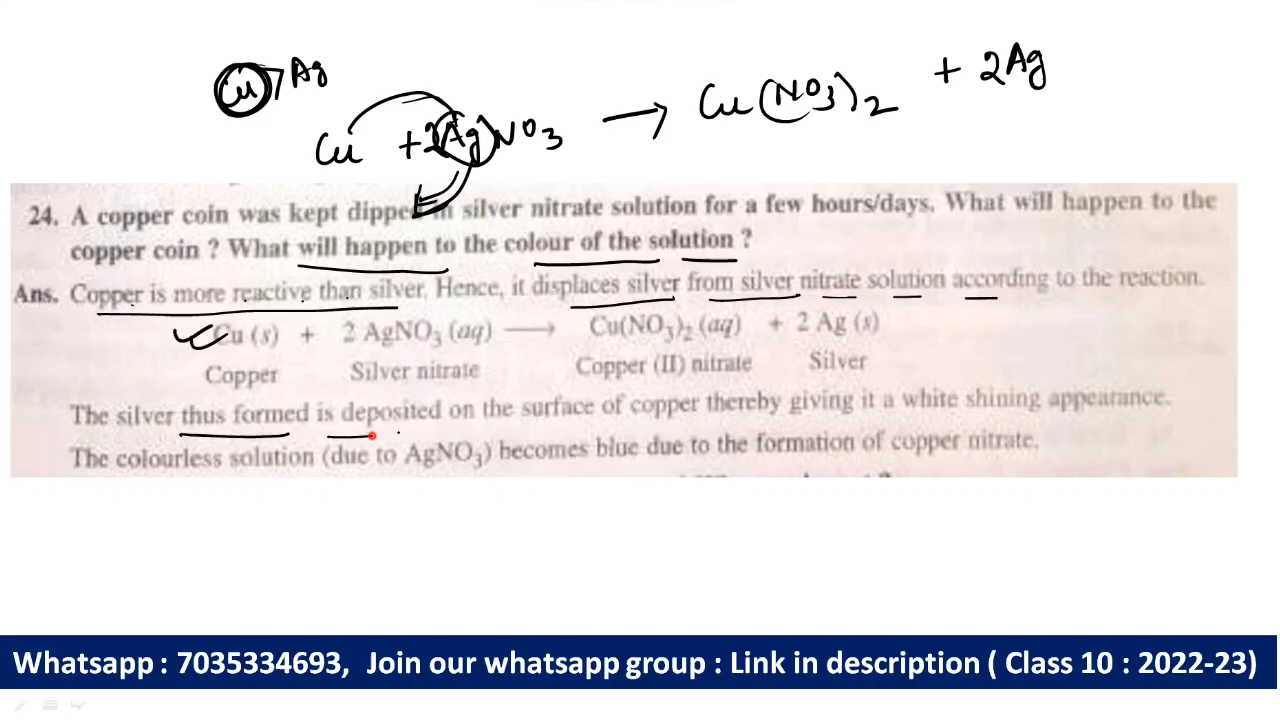 Cu > Ag
Cu + 2AgNO3 → Cu(NO3)2 + 2Ag
24. A copper coin was kept dipped in silver nitrate solution for a few hours/days. What will happen to the
copper coin ? What will happen to the colour of the solution ?
Ans. Copper is more reactive than silver. Hence, it displaces silver from silver nitrate solution according to the reaction.
Cu (s) + 2 AgNO₃ (aq) ⟶ Cu(NO₃)₂ (aq) + 2 Ag (s)
Copper Silver nitrate Copper (II) nitrate Silver
The silver thus formed is deposited on the surface of copper thereby giving it a white shining appearance.
The colourless solution (due to AgNO₃) becomes blue due to the formation of copper nitrate.
Whatsapp : 7035334693, Join our whatsapp group : Link in description ( Class 10 : 2022-23)